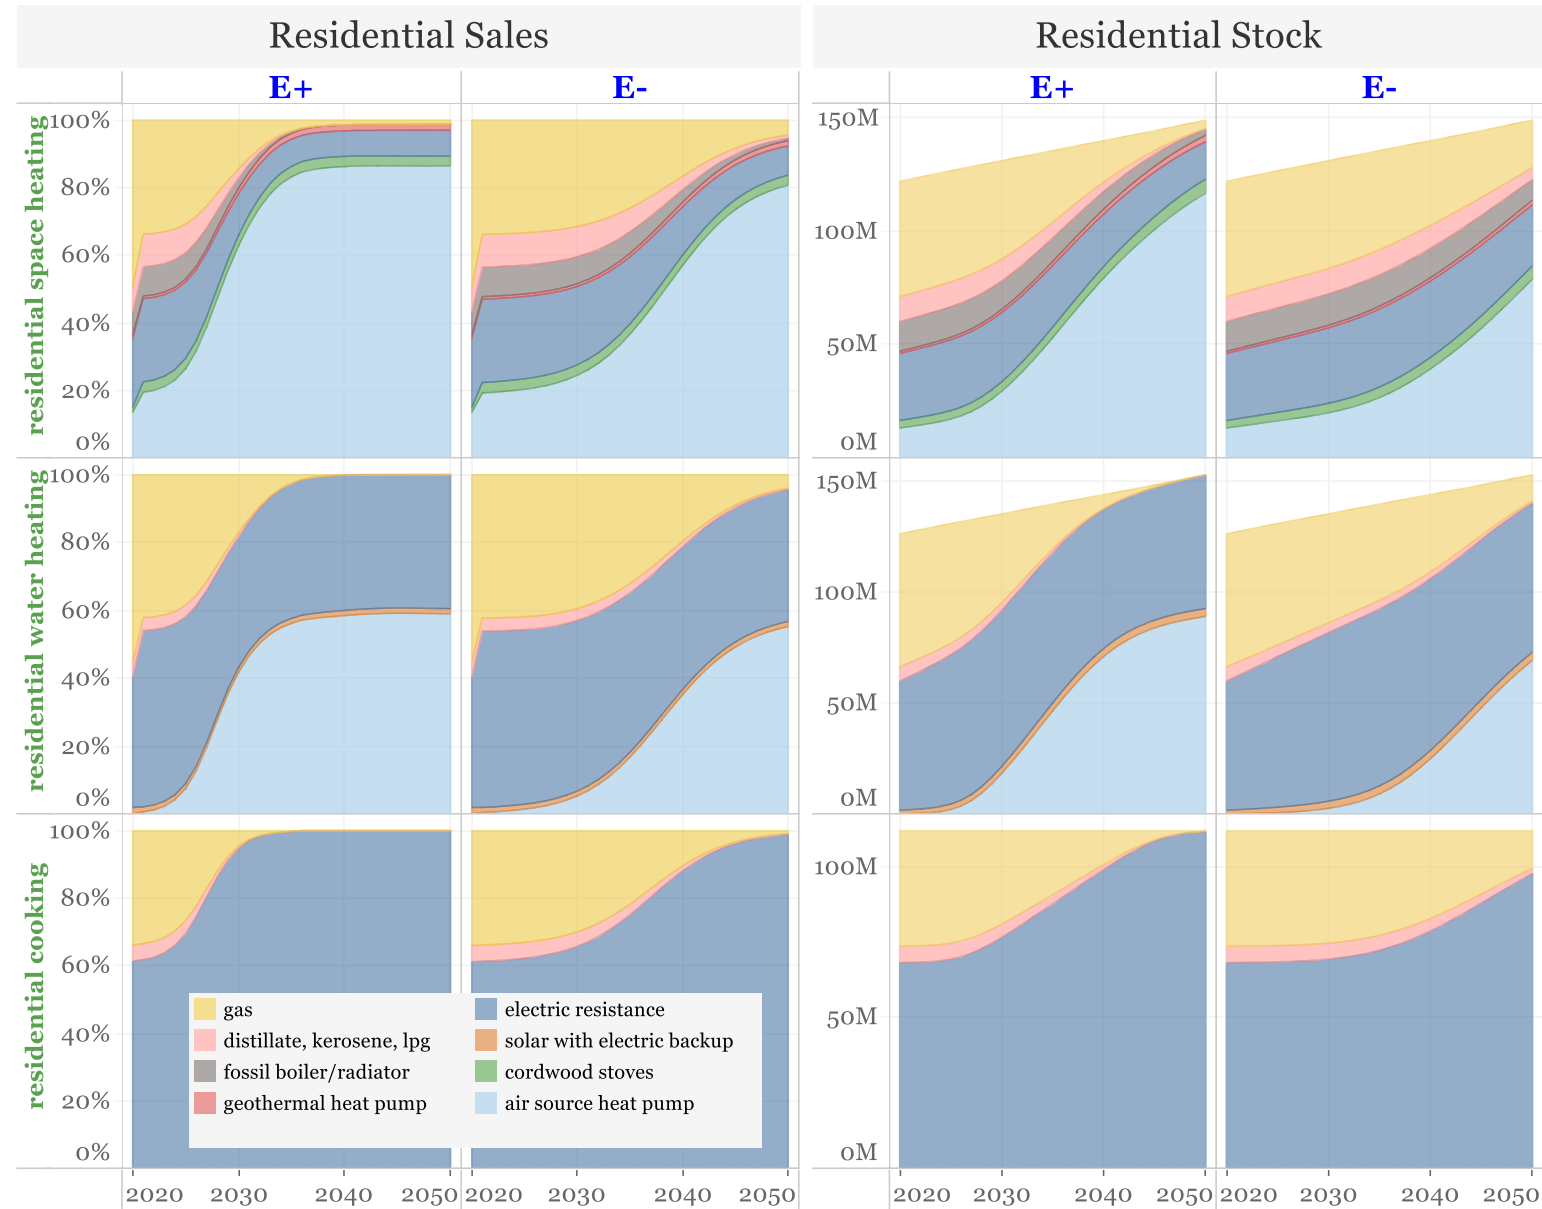 Residential Sales
Residential Stock
E+
E-
E+
E-
residential space heating
100%
80%
60%
40%
20%
0%
150M
100M
50M
0M
residential water heating
100%
80%
60%
40%
20%
0%
150M
100M
50M
0M
residential cooking
100%
80%
60%
40%
20%
0%
100M
50M
0M
gas
distillate, kerosene, lpg
fossil boiler/radiator
geothermal heat pump
electric resistance
solar with electric backup
cordwood stoves
air source heat pump
2020 2030 2040 2050
2020 2030 2040 2050
2020 2030 2040 2050
2020 2030 2040 2050